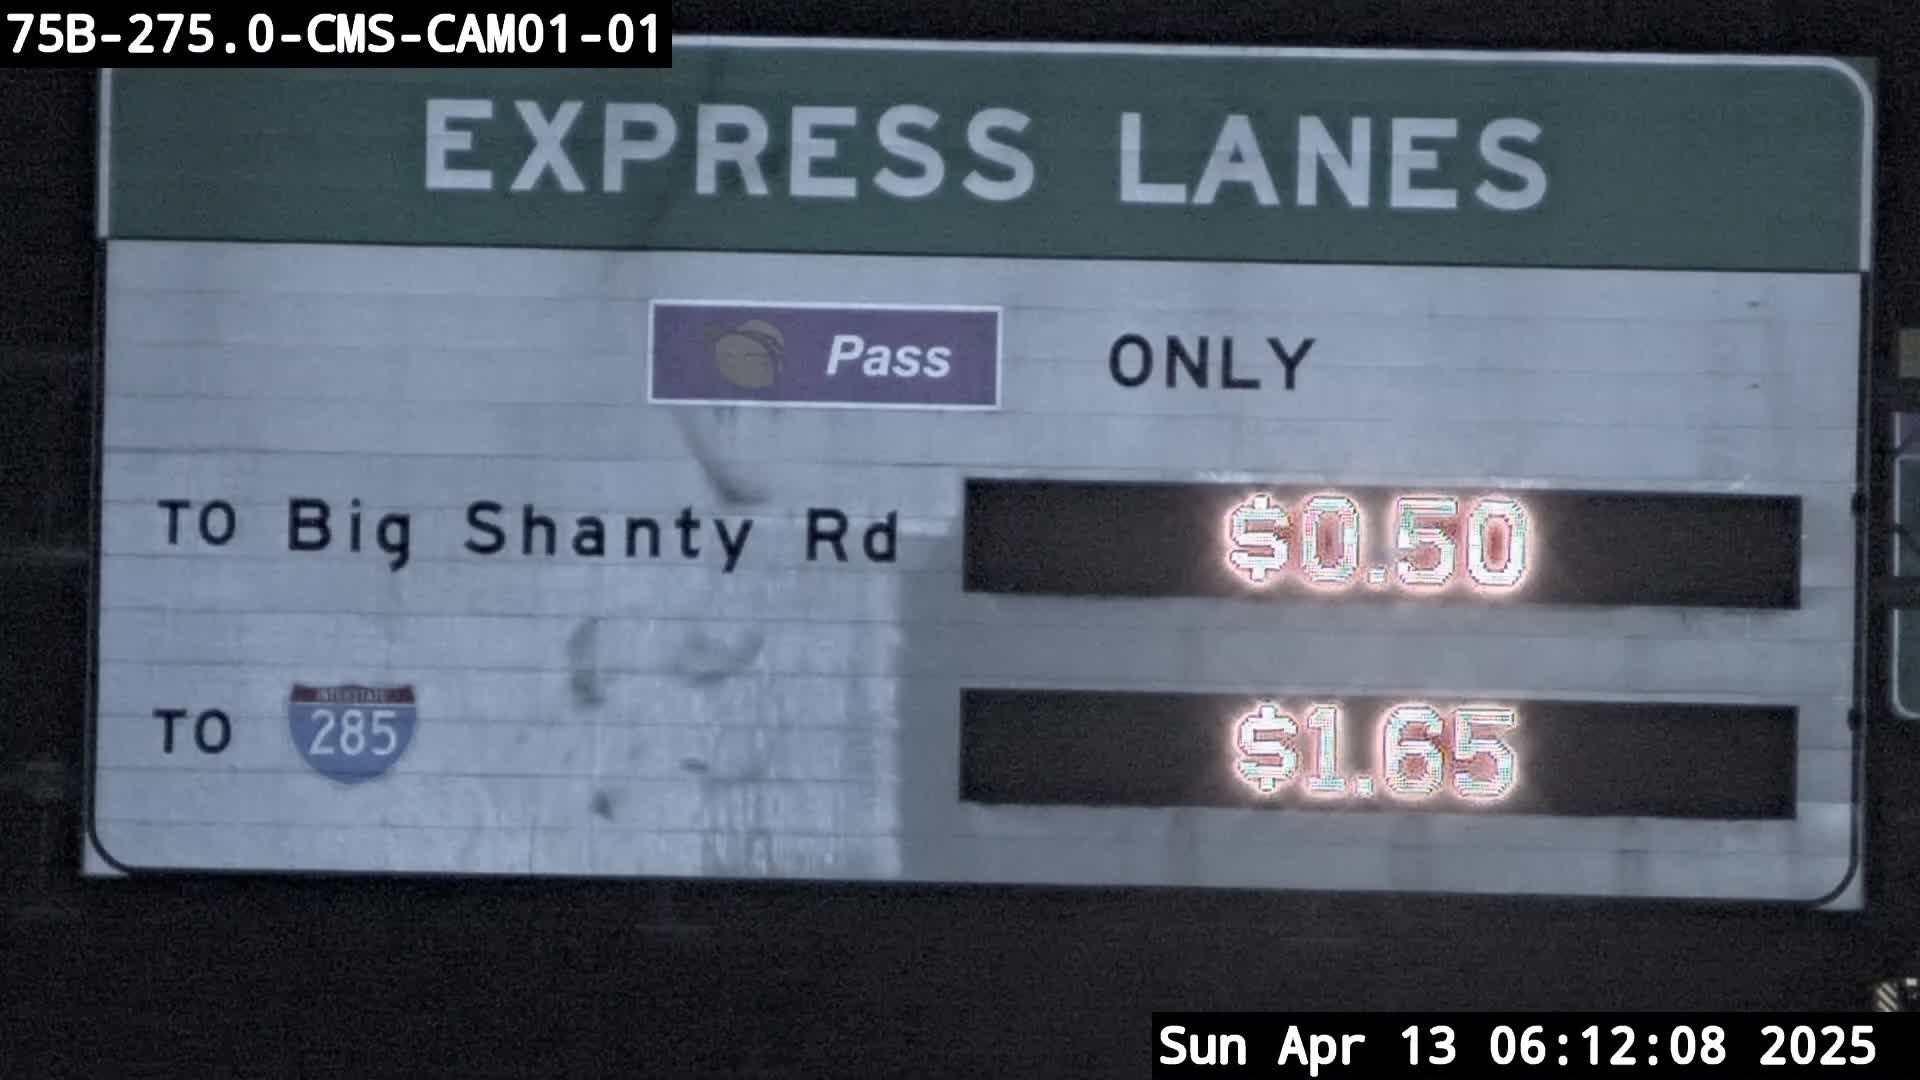 75B-275.0-CMS-CAM01-01
EXPRESS LANES
Pass ONLY
TO Big Shanty Rd $0.50
INTERSTATE
TO 285 $1.65
Sun Apr 13 06:12:08 2025